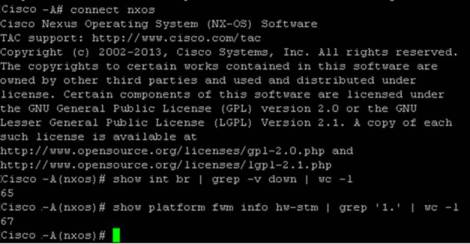 Cisco -A# connect nxos
Cisco Nexus Operating System (NX-OS) Software
TAC support: http://www.cisco.com/tac
Copyright (c) 2002-2013, Cisco Systems, Inc. All rights reserved.
The copyrights to certain works contained in this software are
owned by other third parties and used and distributed under
license. Certain components of this software are licensed under
the GNU General Public License (GPL) version 2.0 or the GNU
Lesser General Public License (LGPL) Version 2.1. A copy of each
such license is available at
http://www.opensource.org/licenses/gpl-2.0.php and
http://www.opensource.org/licenses/lgpl-2.1.php
Cisco -A(nxos)# show int br | grep -v down | wc -l
65
Cisco -A(nxos)# show platform fwm info hw-stm | grep '1.' | wc -l
67
Cisco -A(nxos)#